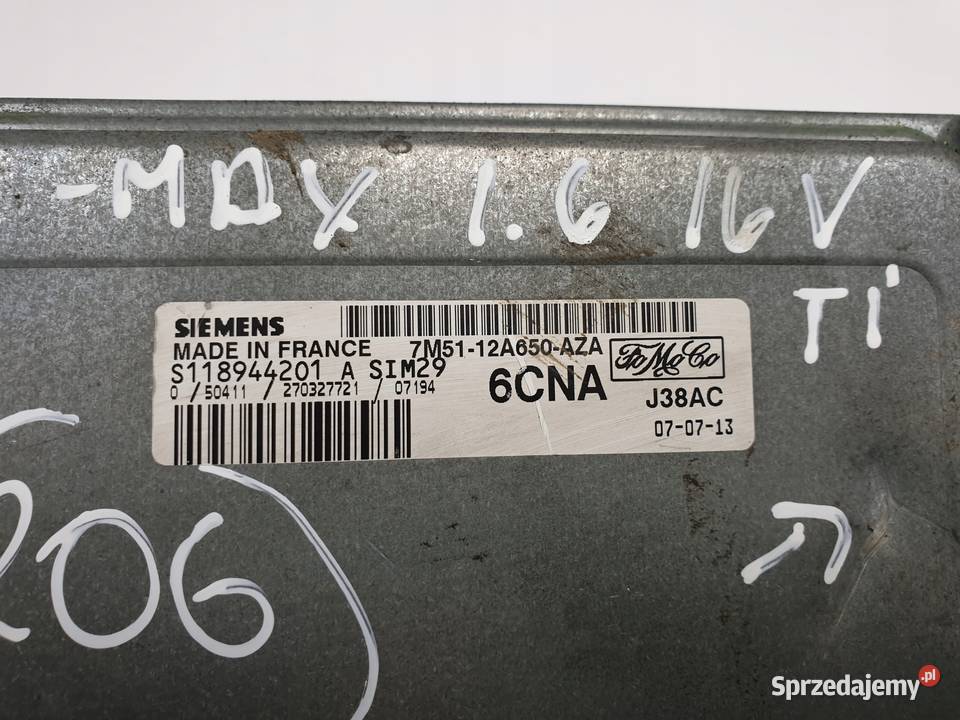 -MAX 1.6 16V
Ti
SIEMENS
MADE IN FRANCE 7M51-12A650-AZA
S118944201 A SIM29
0 / 50411 / 270327721 / 07194
6CNA
FoMoCo
J38AC
07-07-13
206
Sprzedajemy.pl